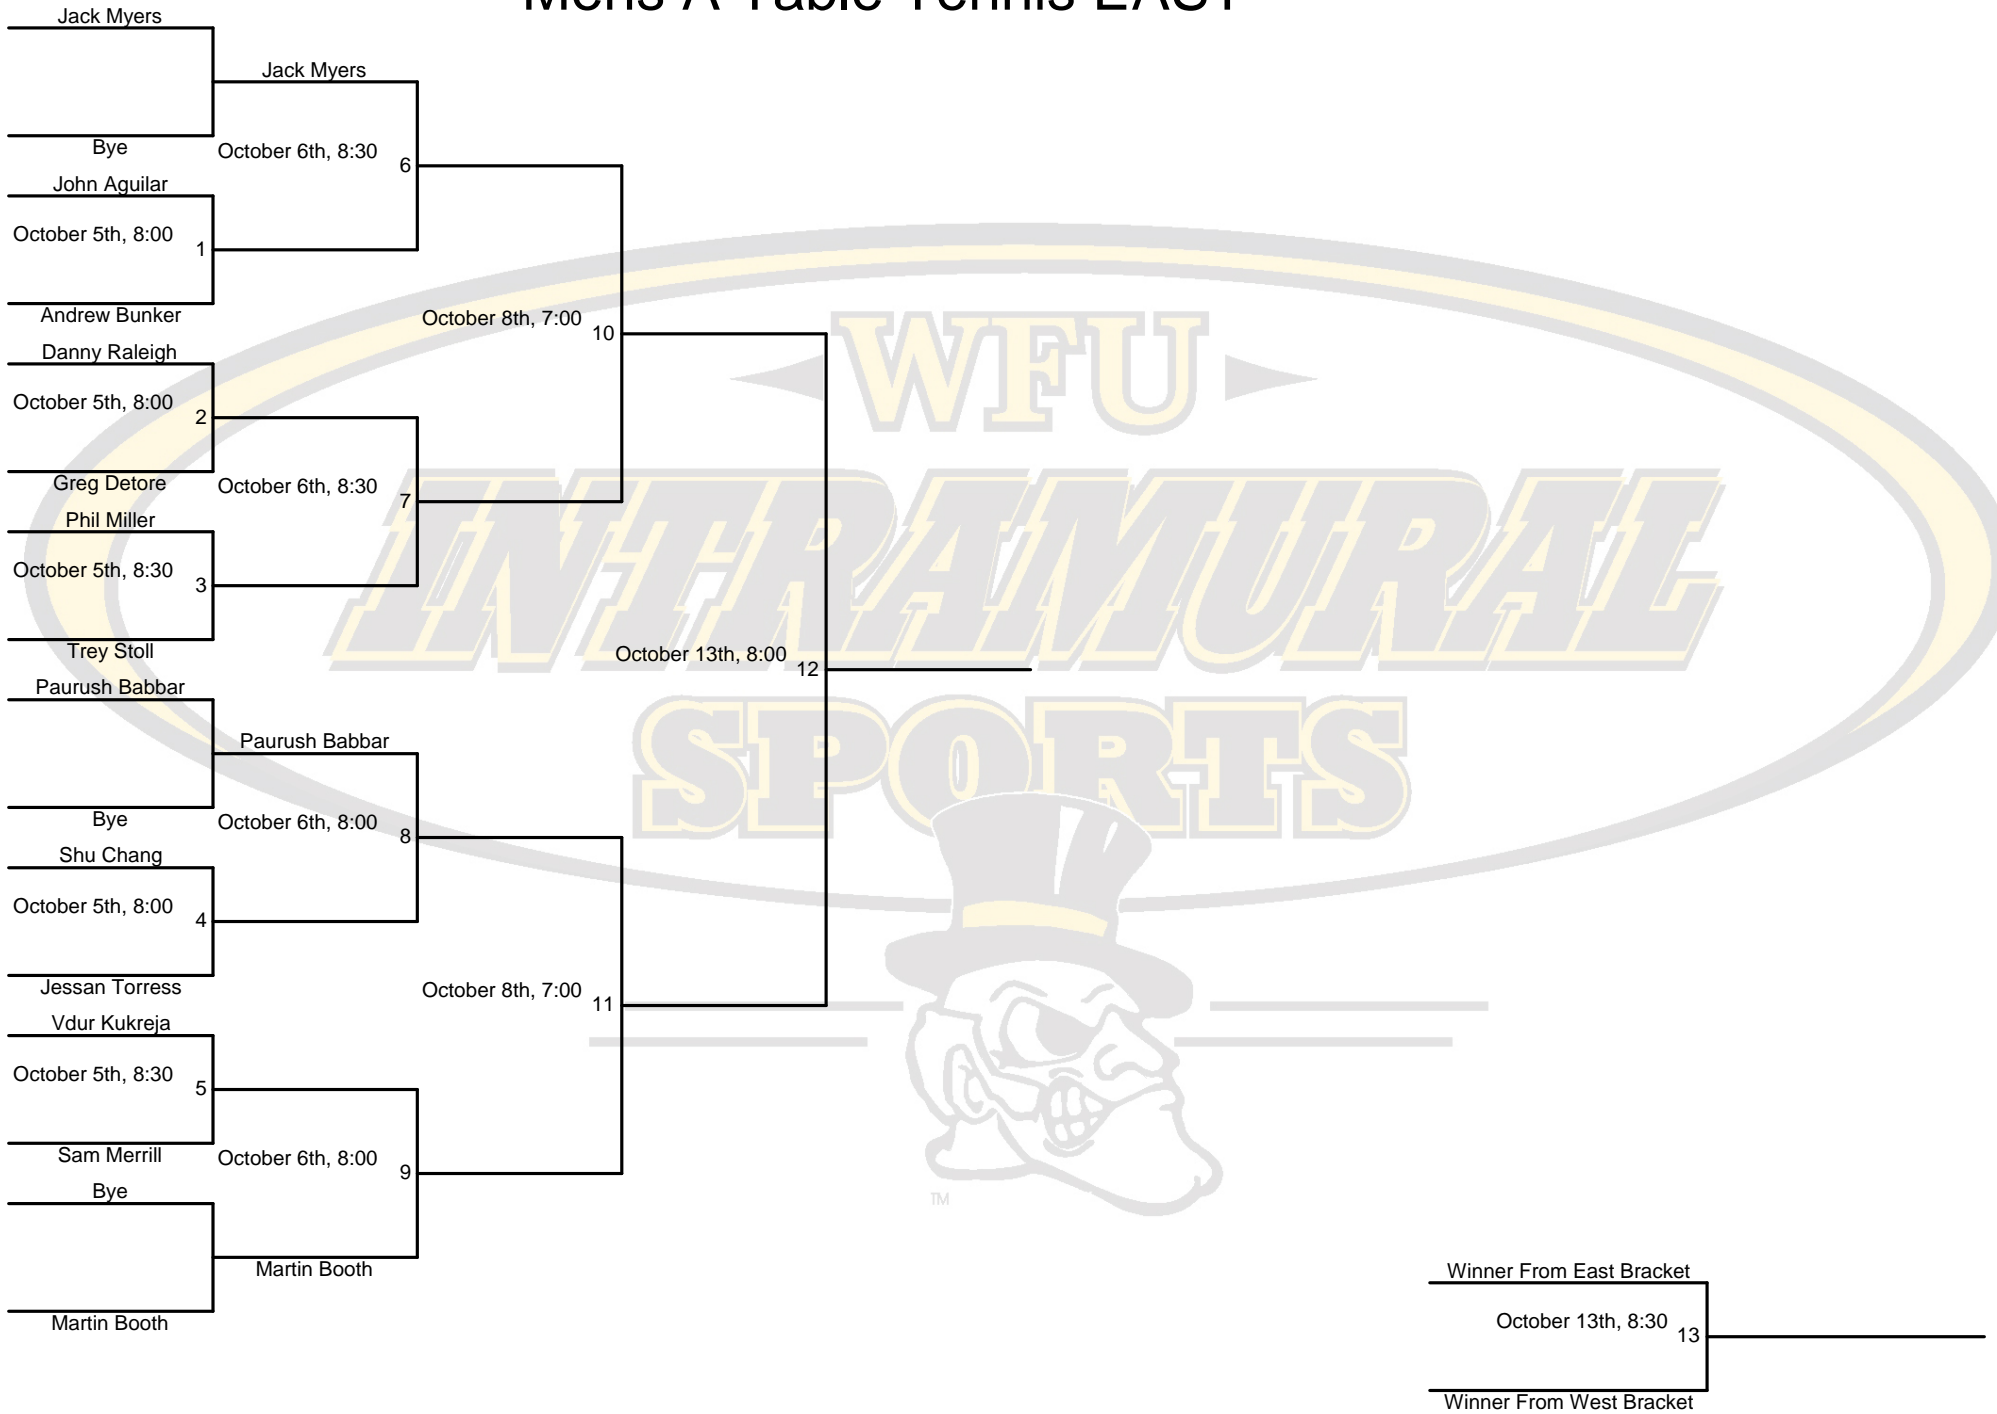 Mens A Table Tennis EAST
Jack Myers
Jack Myers
Bye
October 6th, 8:30
6
John Aguilar
October 5th, 8:00
1
Andrew Bunker
October 8th, 7:00
10
Danny Raleigh
October 5th, 8:00
2
Greg Detore
October 6th, 8:30
7
Phil Miller
October 5th, 8:30
3
Trey Stoll
October 13th, 8:00
12
Paurush Babbar
Paurush Babbar
Bye
October 6th, 8:00
8
Shu Chang
October 5th, 8:00
4
Jessan Torress
October 8th, 7:00
11
Vdur Kukreja
October 5th, 8:30
5
Sam Merrill
October 6th, 8:00
9
Bye
Martin Booth
Martin Booth
Winner From East Bracket
October 13th, 8:30
13
Winner From West Bracket
WFU
INTRAMURAL
SPORTS
TM